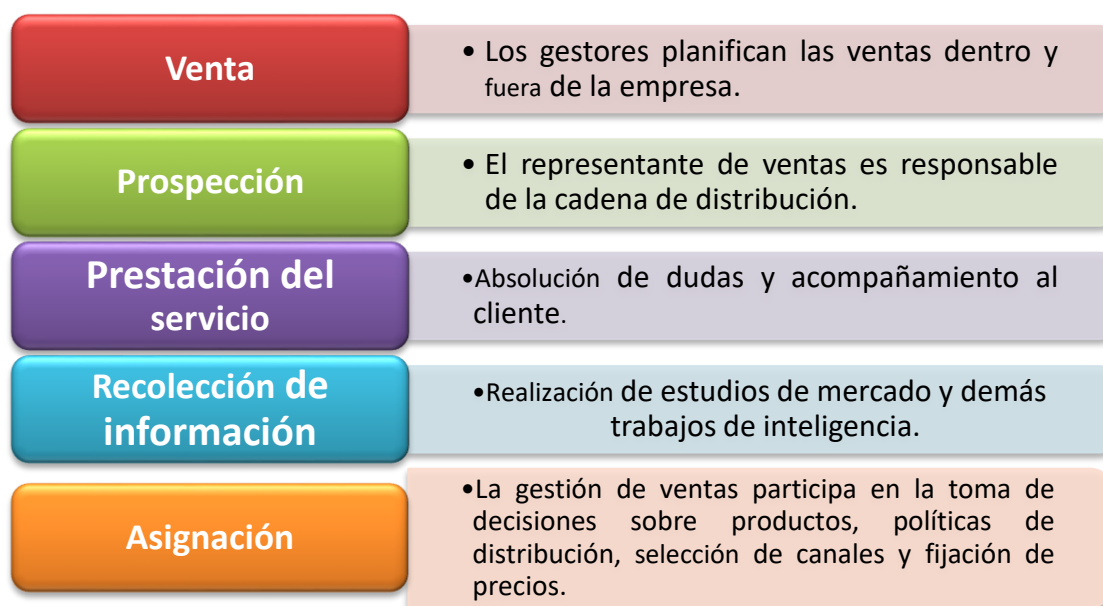 Venta
• Los gestores planifican las ventas dentro y
fuera de la empresa.
Prospección
• El representante de ventas es responsable
de la cadena de distribución.
Prestación del
servicio
•Absolución de dudas y acompañamiento al
cliente.
Recolección de
información
•Realización de estudios de mercado y demás
trabajos de inteligencia.
Asignación
•La gestión de ventas participa en la toma de
decisiones sobre productos, políticas de
distribución, selección de canales y fijación de
precios.